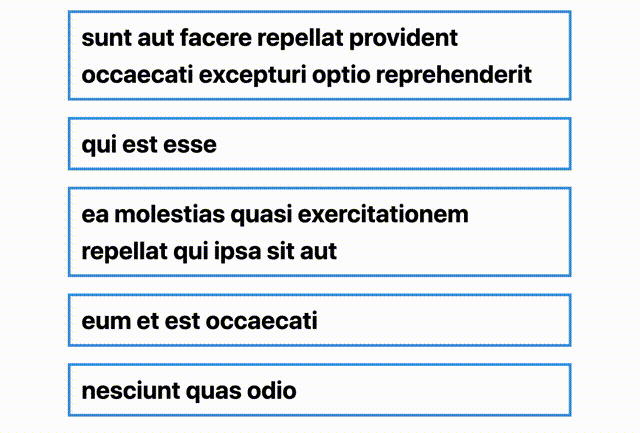 sunt aut facere repellat provident
occaecati excepturi optio reprehenderit
qui est esse
ea molestias quasi exercitationem
repellat qui ipsa sit aut
eum et est occaecati
nesciunt quas odio